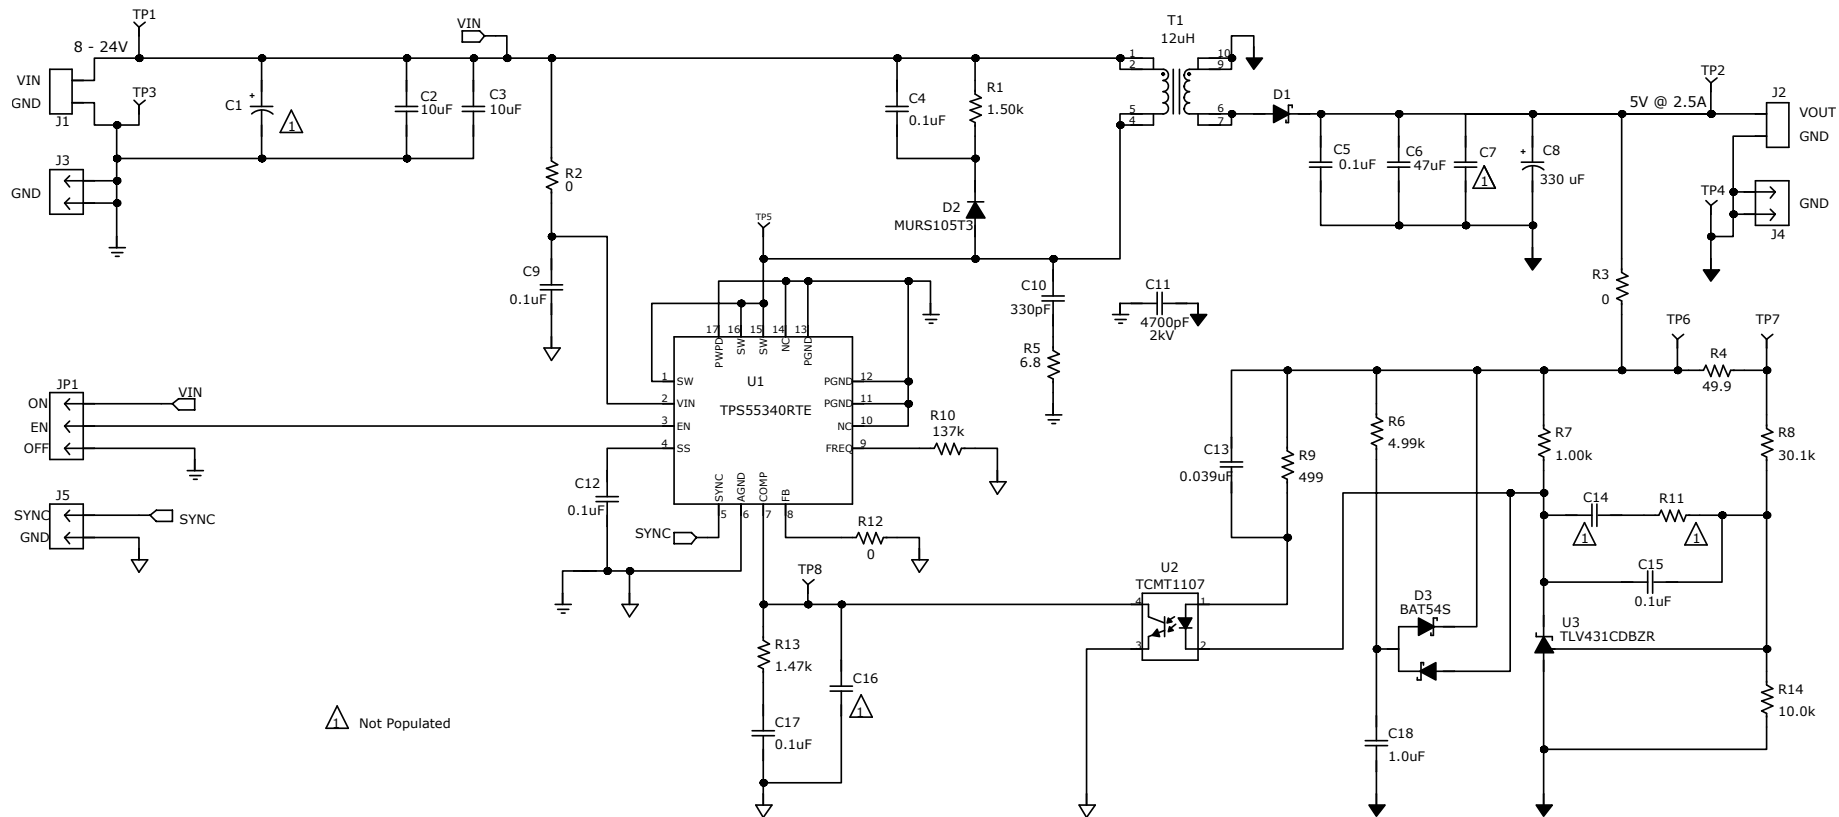 TP1
8 - 24V
VIN
VIN
GND
J1
TP3
J3
GND
+
C1
1
C2
10uF
C3
10uF
R2
0
C9
0.1uF
C4
0.1uF
R1
1.50k
D2
MURS105T3
TP5
T1
12uH
1
2
5
4
10
9
6
7
D1
C5
0.1uF
C6
47uF
C7
1
+
C8
330 uF
5V @ 2.5A
TP2
J2
VOUT
GND
TP4
GND
J4
R3
0
C10
330pF
R5
6.8
C11
4700pF
2kV
JP1
ON
EN
OFF
VIN
J5
SYNC
GND
SYNC
17
16
15
14
13
PWPD
SW
SW
NC
PGND
U1
TPS55340RTE
1
SW
2
VIN
3
EN
4
SS
PGND
12
PGND
11
NC
10
FREQ
9
SYNC
AGND
COMP
FB
5
6
7
8
R10
137k
C12
0.1uF
SYNC
R12
0
TP8
R13
1.47k
C17
0.1uF
C16
1
U2
TCMT1107
4
3
1
2
C13
0.039uF
R9
499
R6
4.99k
D3
BAT54S
C18
1.0uF
TP6
R4
49.9
TP7
R7
1.00k
R8
30.1k
C14
1
R11
1
C15
0.1uF
U3
TLV431CDBZR
R14
10.0k
1
Not Populated